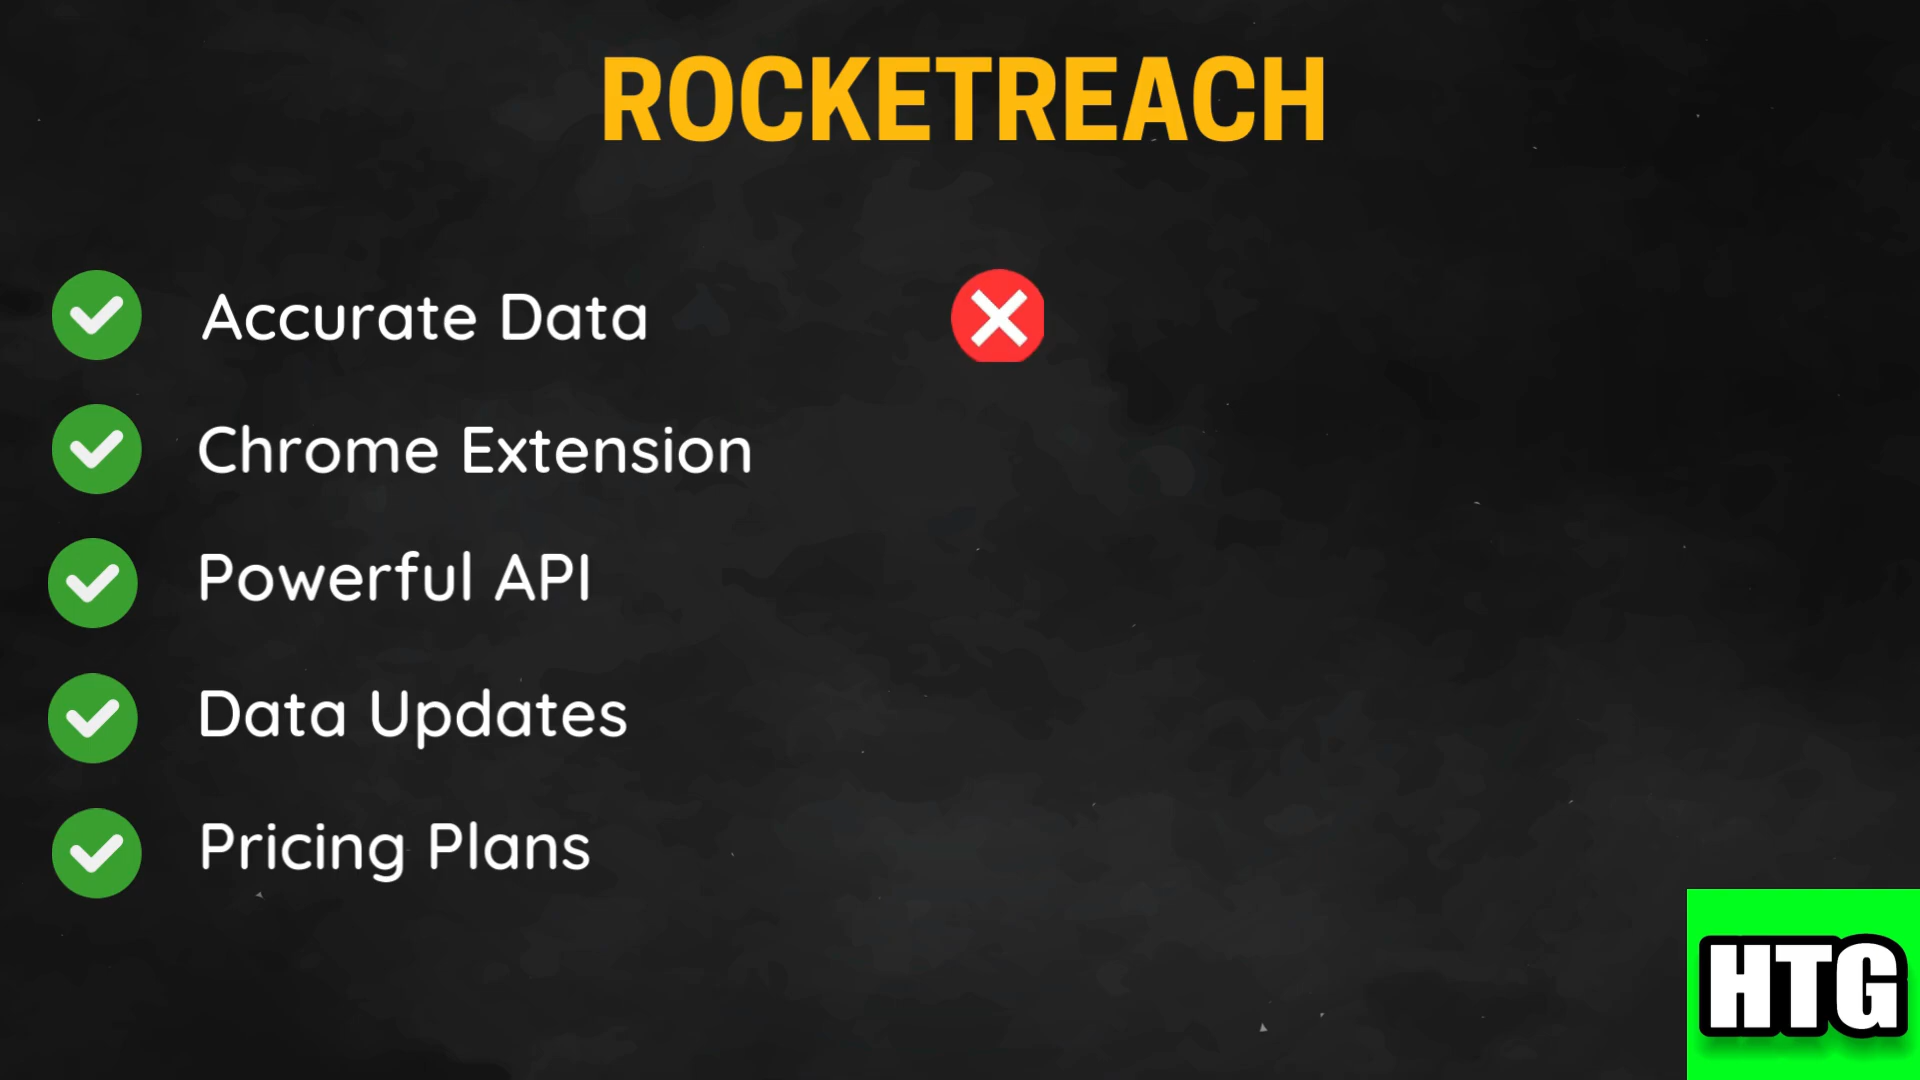 ROCKETREACH
Accurate Data
Chrome Extension
Powerful API
Data Updates
Pricing Plans
HTG